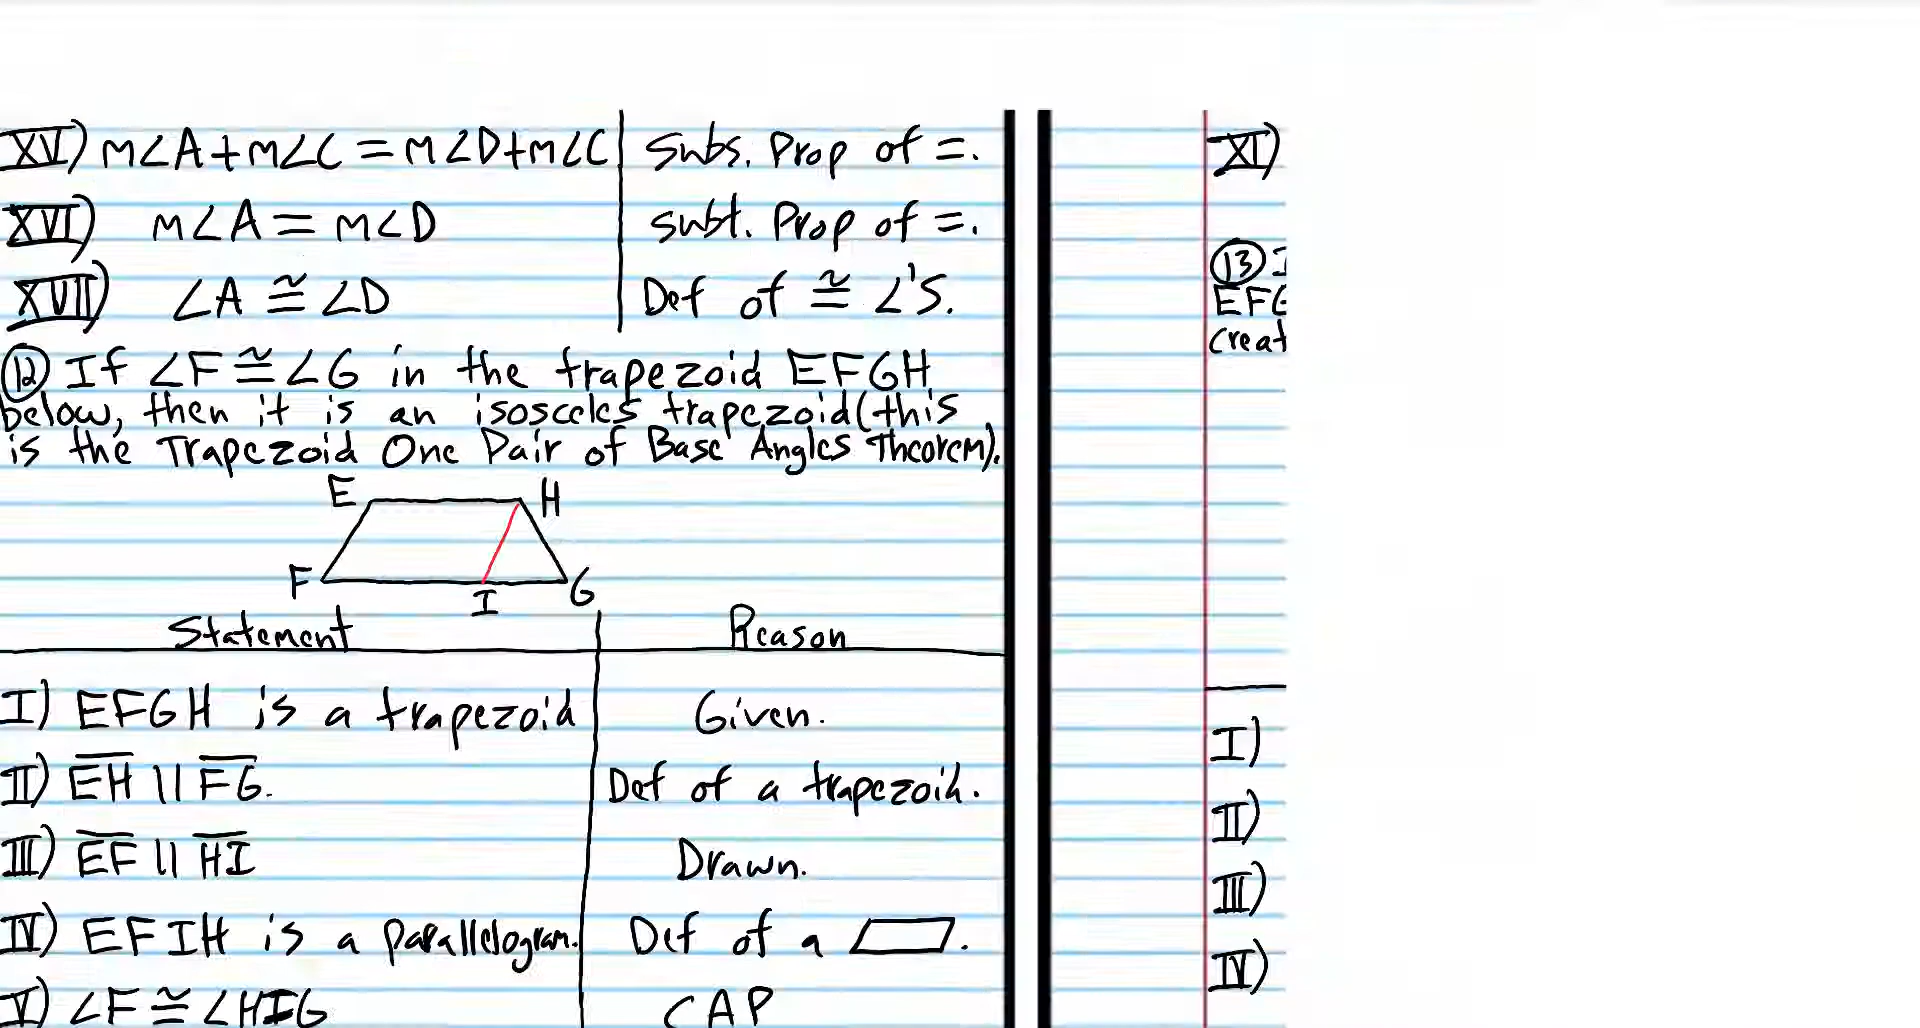 XV) m∠A+m∠C = m∠D+m∠C Subs. Prop of =.
XVI) m∠A = m∠D Subt. Prop of =.
XVII) ∠A ≅ ∠D Def of ≅ ∠'s.
12 If ∠F ≅ ∠G in the trapezoid EFGH
below, then it is an isosceles trapezoid (this
is the Trapezoid One Pair of Base Angles Theorem).
E H
F I G
Statement Reason
I) EFGH is a trapezoid Given.
II) EH || FG. Def of a trapezoid.
III) EF || HI Drawn.
IV) EFIH is a parallelogram. Def of a ▱.
V) ∠F ≅ ∠HIG CAP
XI)
13 I
EFG
creat
I)
II)
III)
IV)